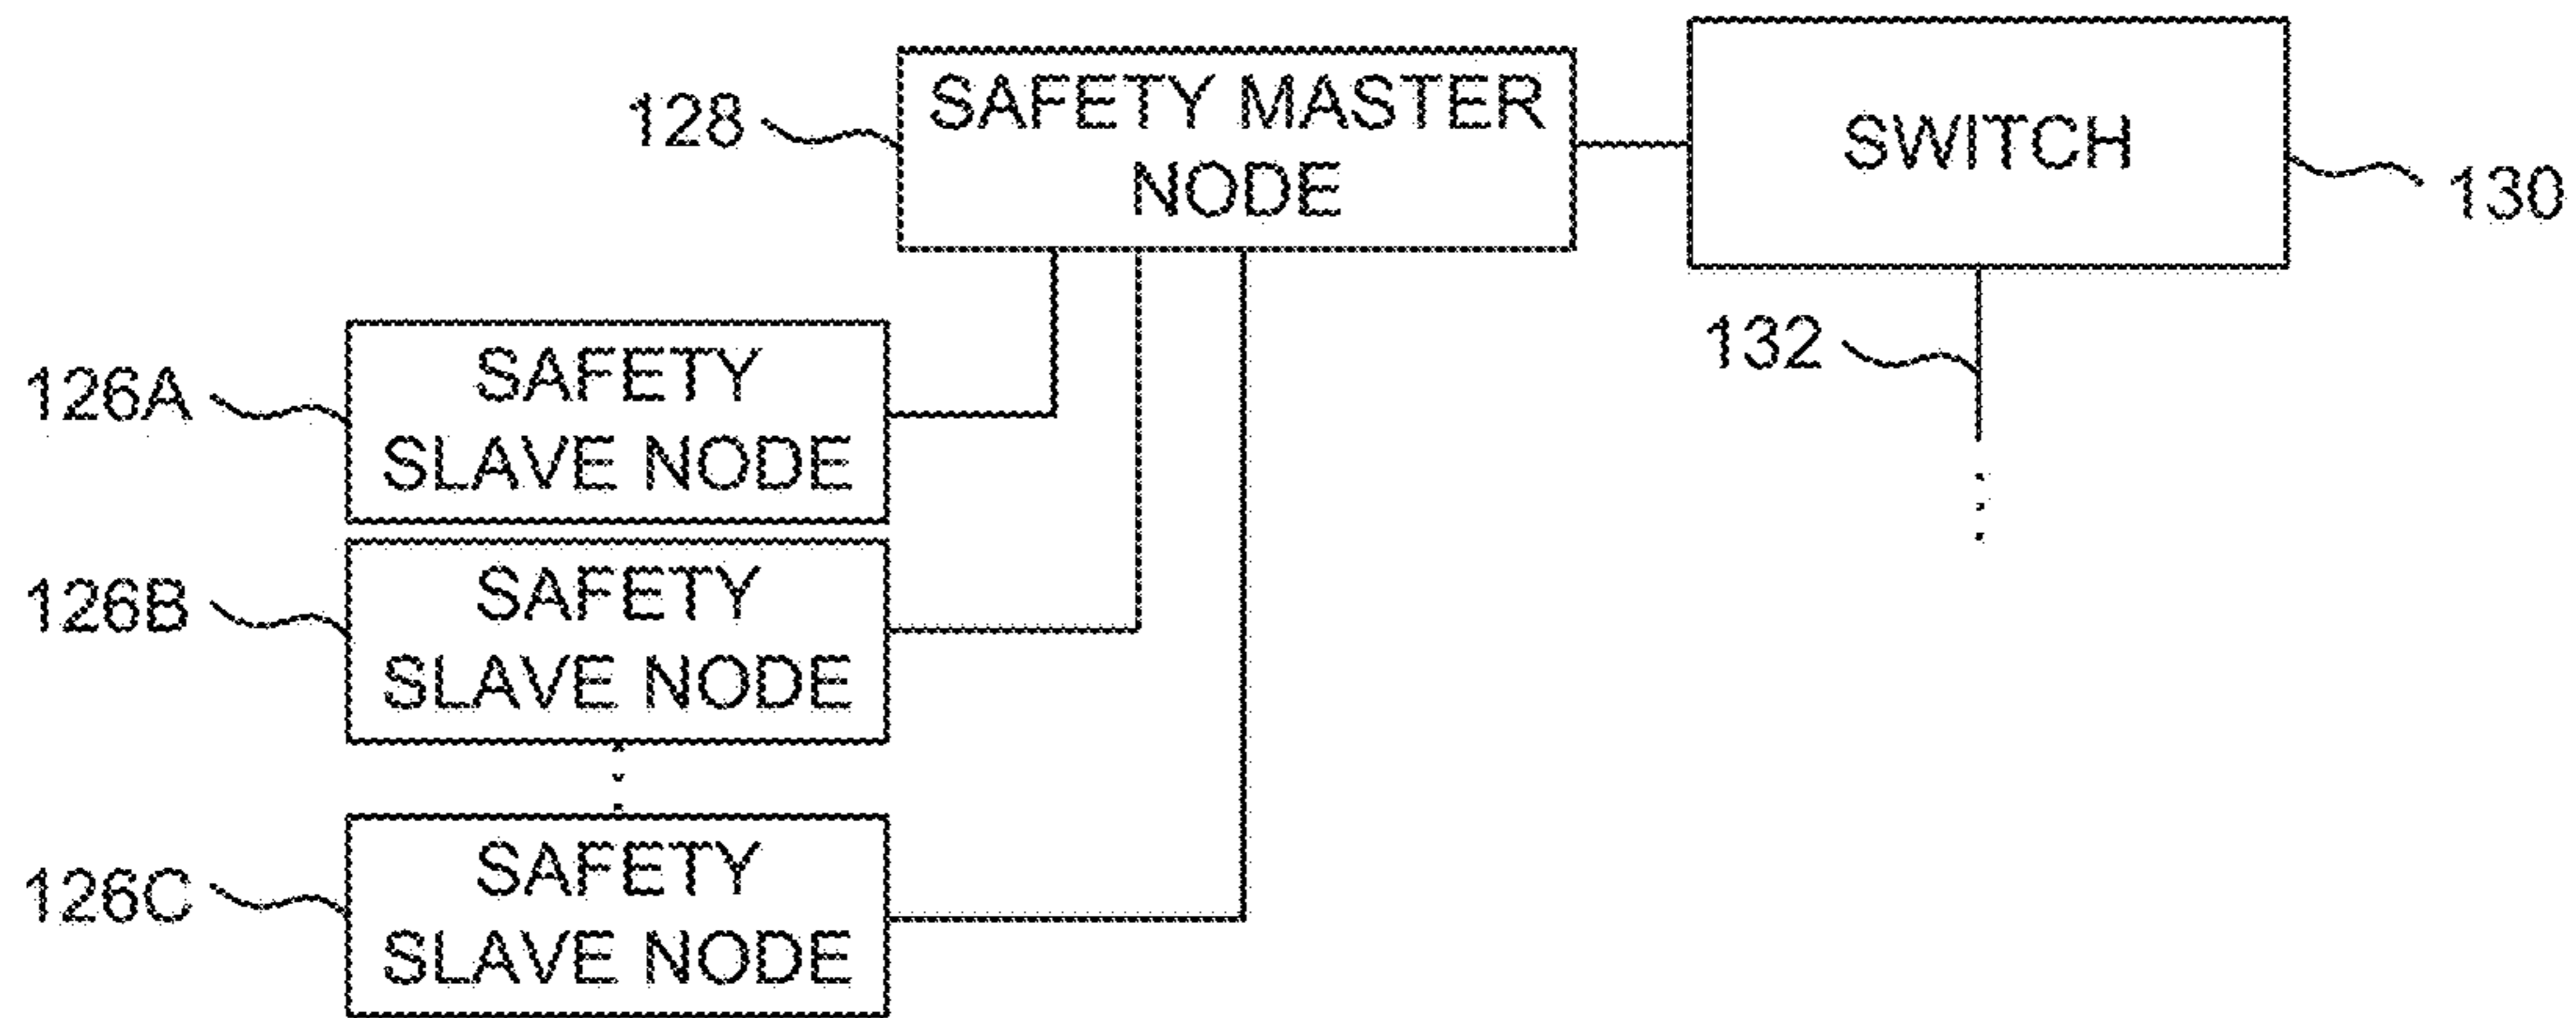 128
SAFETY MASTER
NODE
SWITCH
130
132
126A
SAFETY
SLAVE NODE
126B
SAFETY
SLAVE NODE
126C
SAFETY
SLAVE NODE